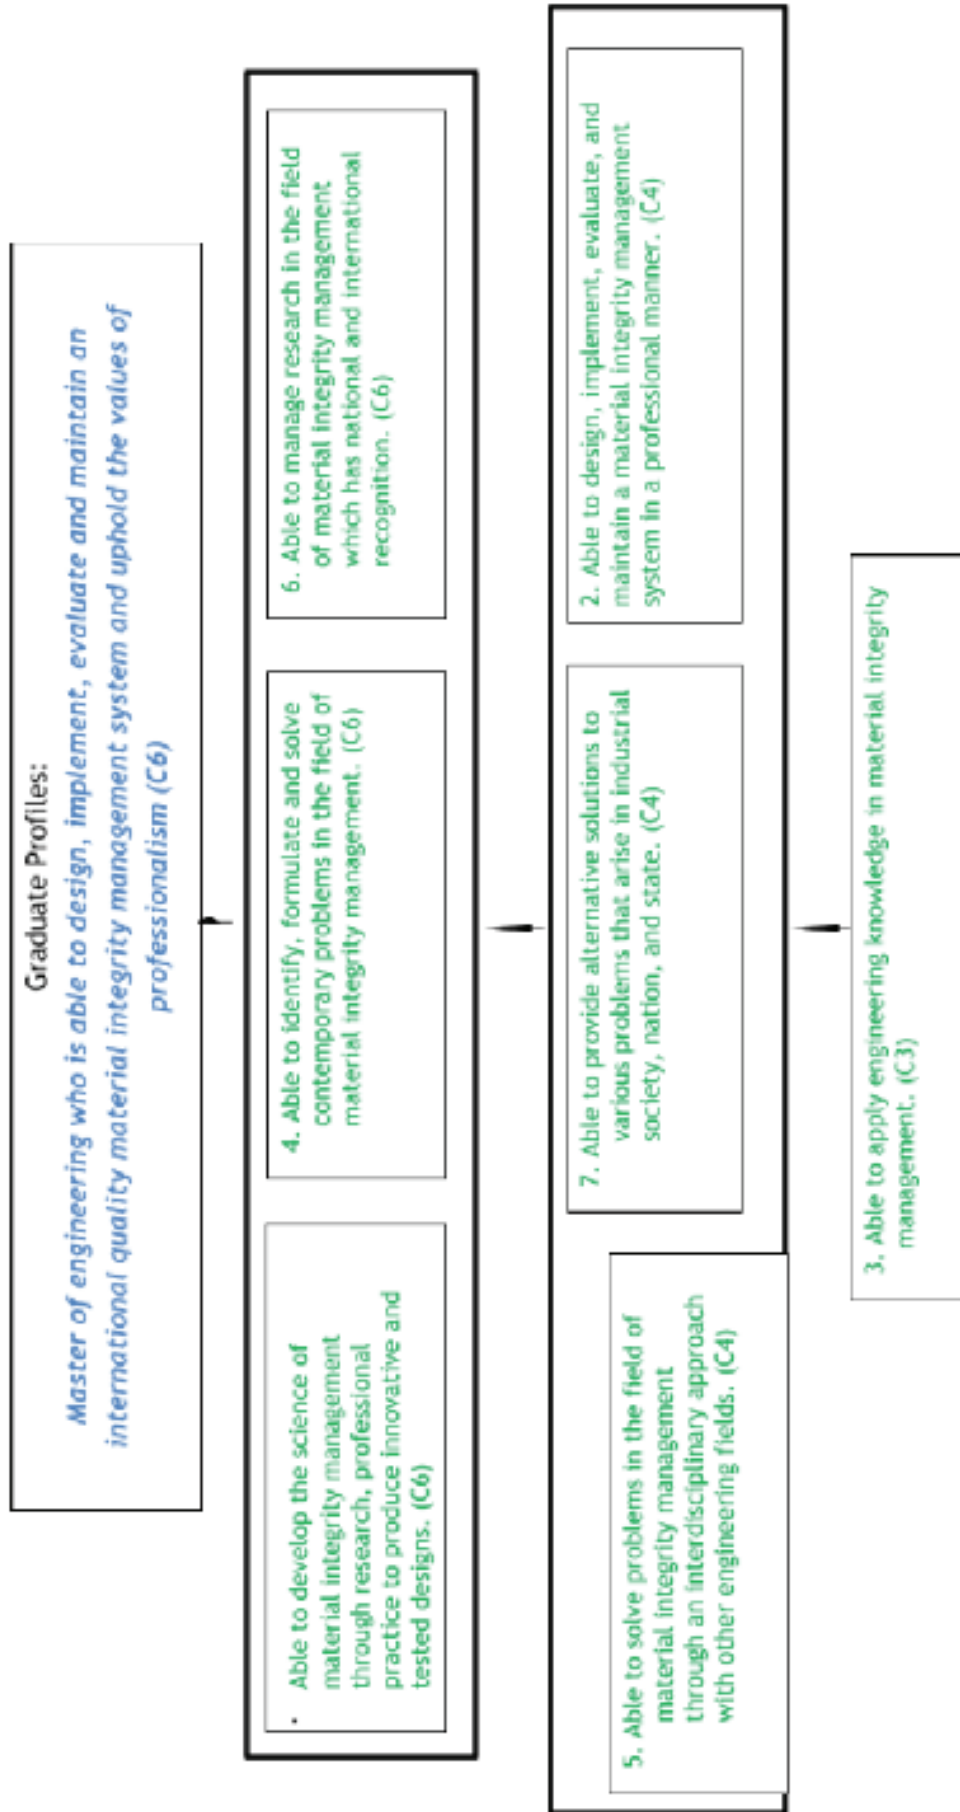 Graduate Profiles:
Master of engineering who is able to design, implement, evaluate and maintain an
international quality material integrity management system and uphold the values of
professionalism (C6)
. Able to develop the science of
material integrity management
through research, professional
practice to produce innovative and
tested designs. (C6)
4. Able to identify, formulate and solve
contemporary problems in the field of
material integrity management. (C6)
6. Able to manage research in the field
of material integrity management
which has national and international
recognition. (C6)
5. Able to solve problems in the field of
material integrity management
through an interdisciplinary approach
with other engineering fields. (C4)
7. Able to provide alternative solutions to
various problems that arise in industrial
society, nation, and state. (C4)
2. Able to design, implement, evaluate, and
maintain a material integrity management
system in a professional manner. (C4)
3. Able to apply engineering knowledge in material integrity
management. (C3)